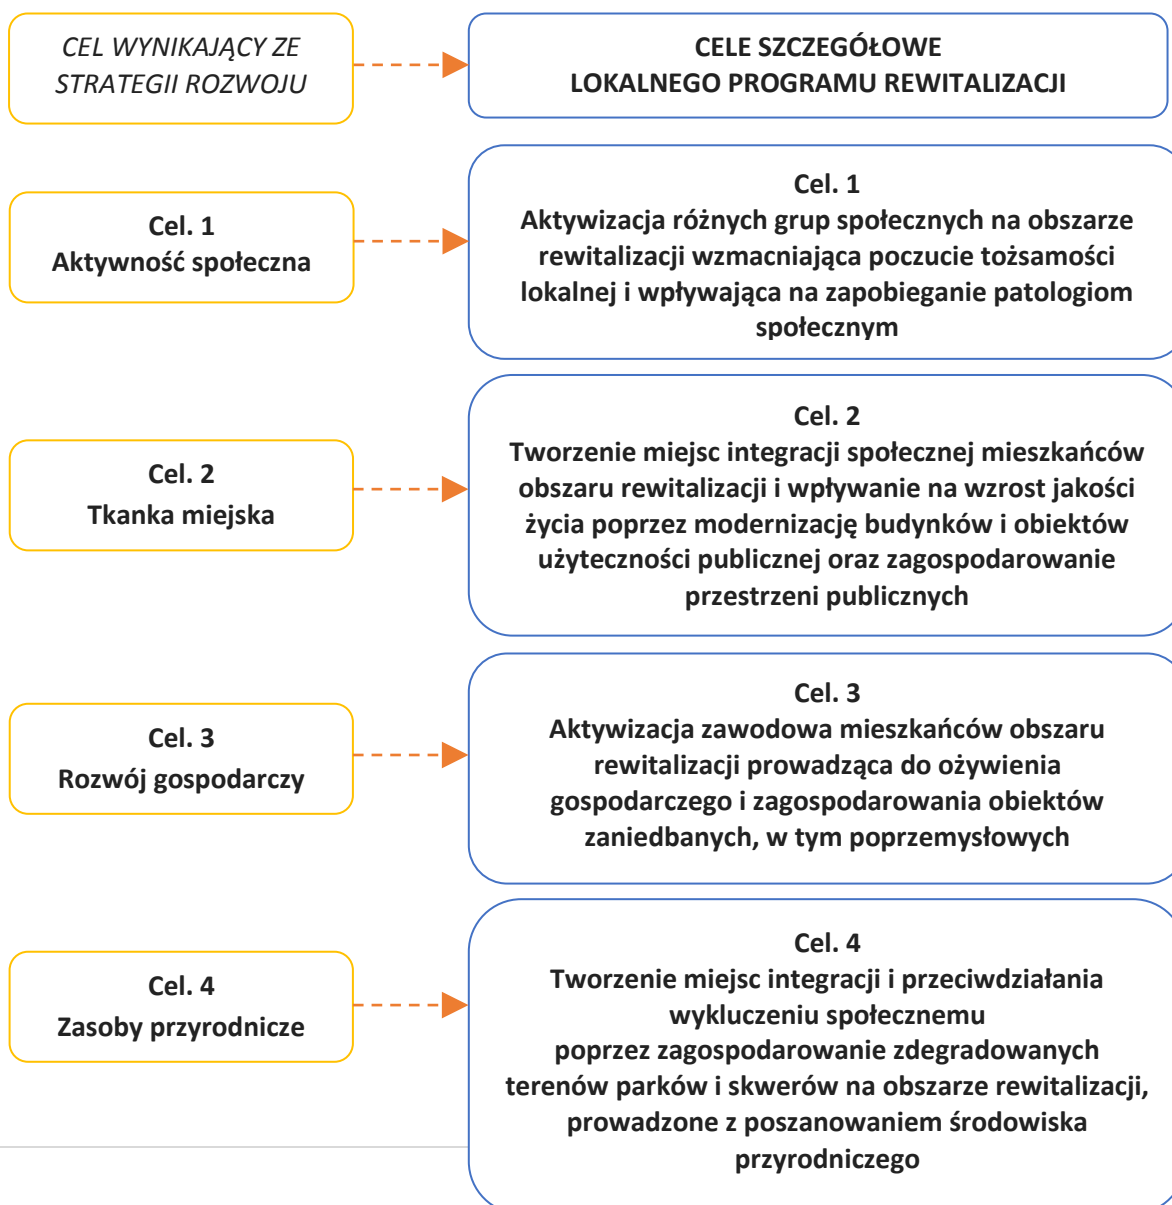 CEL WYNIKAJĄCY ZE
STRATEGII ROZWOJU
CELE SZCZEGÓŁOWE
LOKALNEGO PROGRAMU REWITALIZACJI
Cel. 1
Aktywność społeczna
Cel. 1
Aktywizacja różnych grup społecznych na obszarze
rewitalizacji wzmacniająca poczucie tożsamości
lokalnej i wpływająca na zapobieganie patologiom
społecznym
Cel. 2
Tkanka miejska
Cel. 2
Tworzenie miejsc integracji społecznej mieszkańców
obszaru rewitalizacji i wpływanie na wzrost jakości
życia poprzez modernizację budynków i obiektów
użyteczności publicznej oraz zagospodarowanie
przestrzeni publicznych
Cel. 3
Rozwój gospodarczy
Cel. 3
Aktywizacja zawodowa mieszkańców obszaru
rewitalizacji prowadząca do ożywienia
gospodarczego i zagospodarowania obiektów
zaniedbanych, w tym poprzemysłowych
Cel. 4
Zasoby przyrodnicze
Cel. 4
Tworzenie miejsc integracji i przeciwdziałania
wykluczeniu społecznemu
poprzez zagospodarowanie zdegradowanych
terenów parków i skwerów na obszarze rewitalizacji,
prowadzone z poszanowaniem środowiska
przyrodniczego